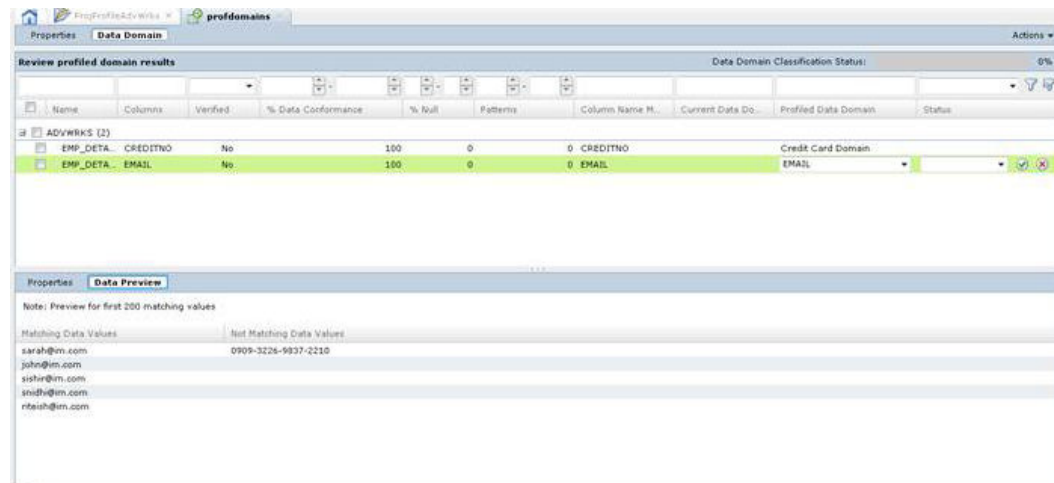 ProjProfileAdvWrks × profdomains
Properties Data Domain Actions
Review profiled domain results Data Domain Classification Status: 0%
Name Columns Verified % Data Conformance % Null Patterns Column Name M... Current Data Do... Profiled Data Domain Status
ADVWRKS (2)
EMP_DETA... CREDITNO No 100 0 0 CREDITNO Credit Card Domain
EMP_DETA... EMAIL No 100 0 0 EMAIL EMAIL
Properties Data Preview
Note: Preview for first 200 matching values
Matching Data Values Not Matching Data Values
sarah@im.com 0909-3226-9837-2210
john@im.com
sishir@im.com
snidhi@im.com
riteish@im.com